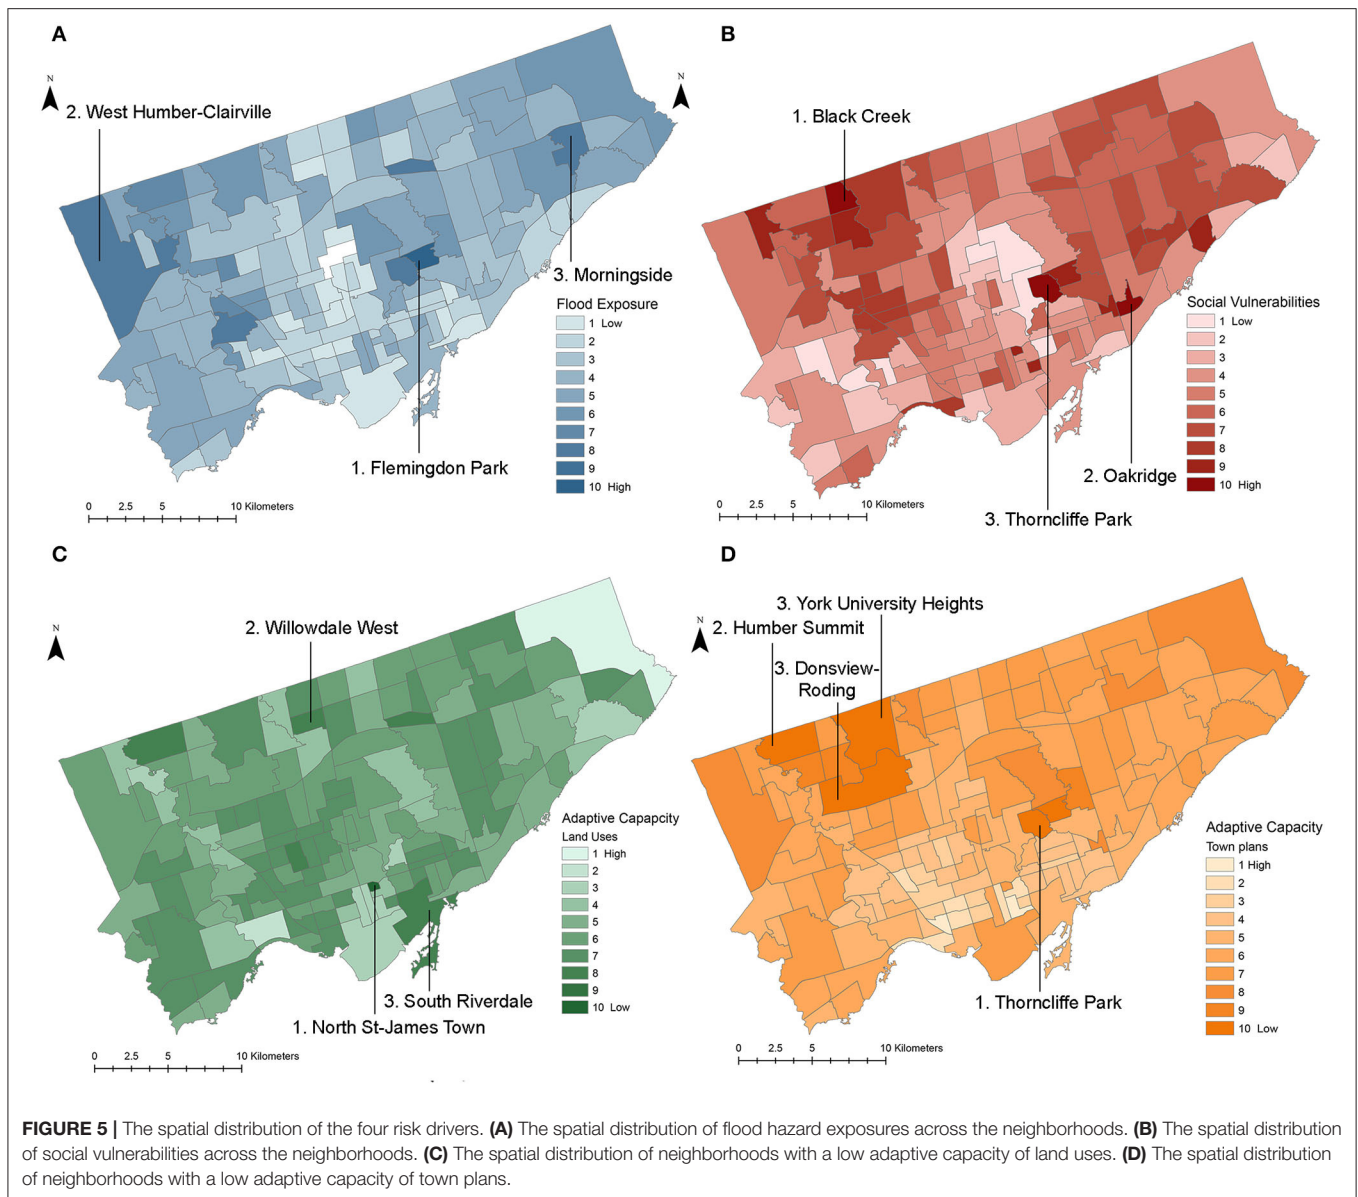 A
N
2. West Humber-Clairville
3. Morningside
1. Flemingdon Park
Flood Exposure
1 Low
2
3
4
5
6
7
8
9
10 High
0 2.5 5 10 Kilometers
B
N
1. Black Creek
2. Oakridge
3. Thorncliffe Park
Social Vulnerabilities
1 Low
2
3
4
5
6
7
8
9
10 High
0 2.5 5 10 Kilometers
C
N
2. Willowdale West
3. South Riverdale
1. North St-James Town
Adaptive Capapcity
Land Uses
1 High
2
3
4
5
6
7
8
9
10 Low
0 2.5 5 10 Kilometers
D
N
3. York University Heights
2. Humber Summit
3. Donsview-
Roding
1. Thorncliffe Park
Adaptive Capacity
Town plans
1 High
2
3
4
5
6
7
8
9
10 Low
0 2.5 5 10 Kilometers
FIGURE 5 | The spatial distribution of the four risk drivers. (A) The spatial distribution of flood hazard exposures across the neighborhoods. (B) The spatial distribution
of social vulnerabilities across the neighborhoods. (C) The spatial distribution of neighborhoods with a low adaptive capacity of land uses. (D) The spatial distribution
of neighborhoods with a low adaptive capacity of town plans.